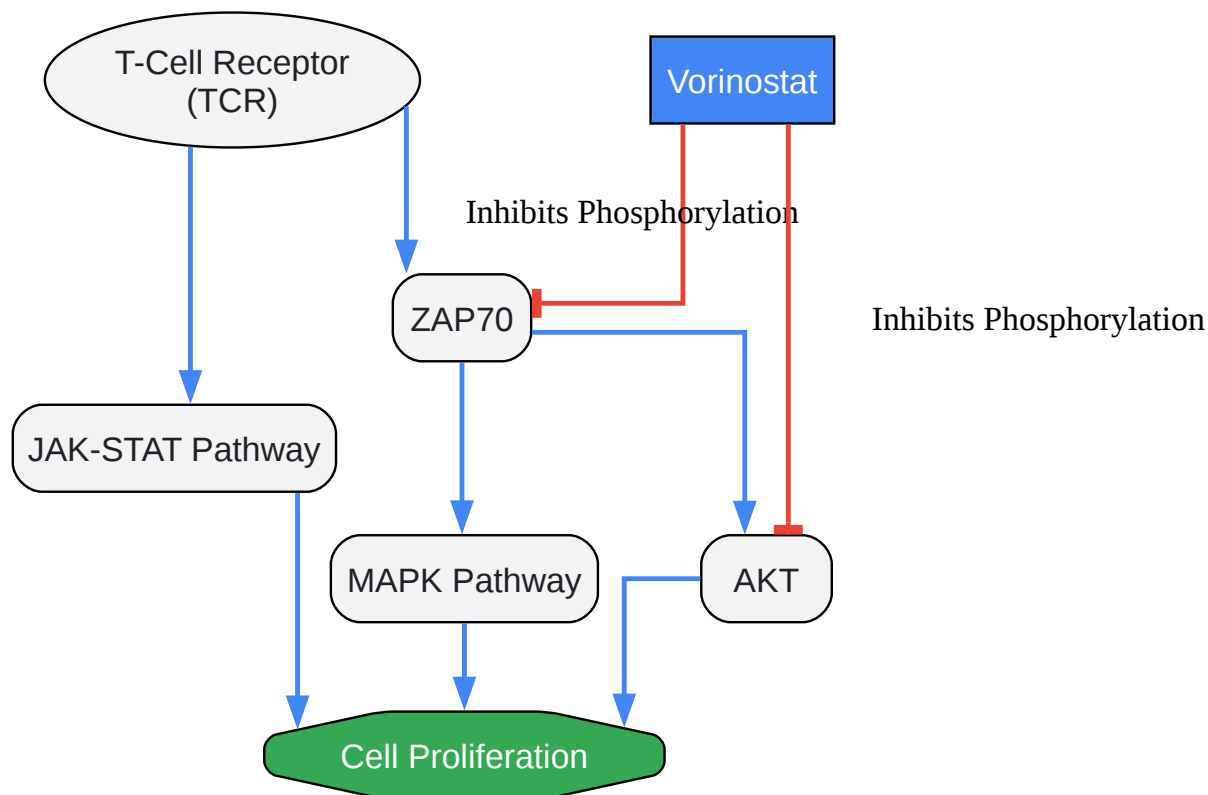 T-Cell Receptor
(TCR)
Vorinostat
Inhibits Phosphorylation
ZAP70
Inhibits Phosphorylation
JAK-STAT Pathway
MAPK Pathway
AKT
Cell Proliferation